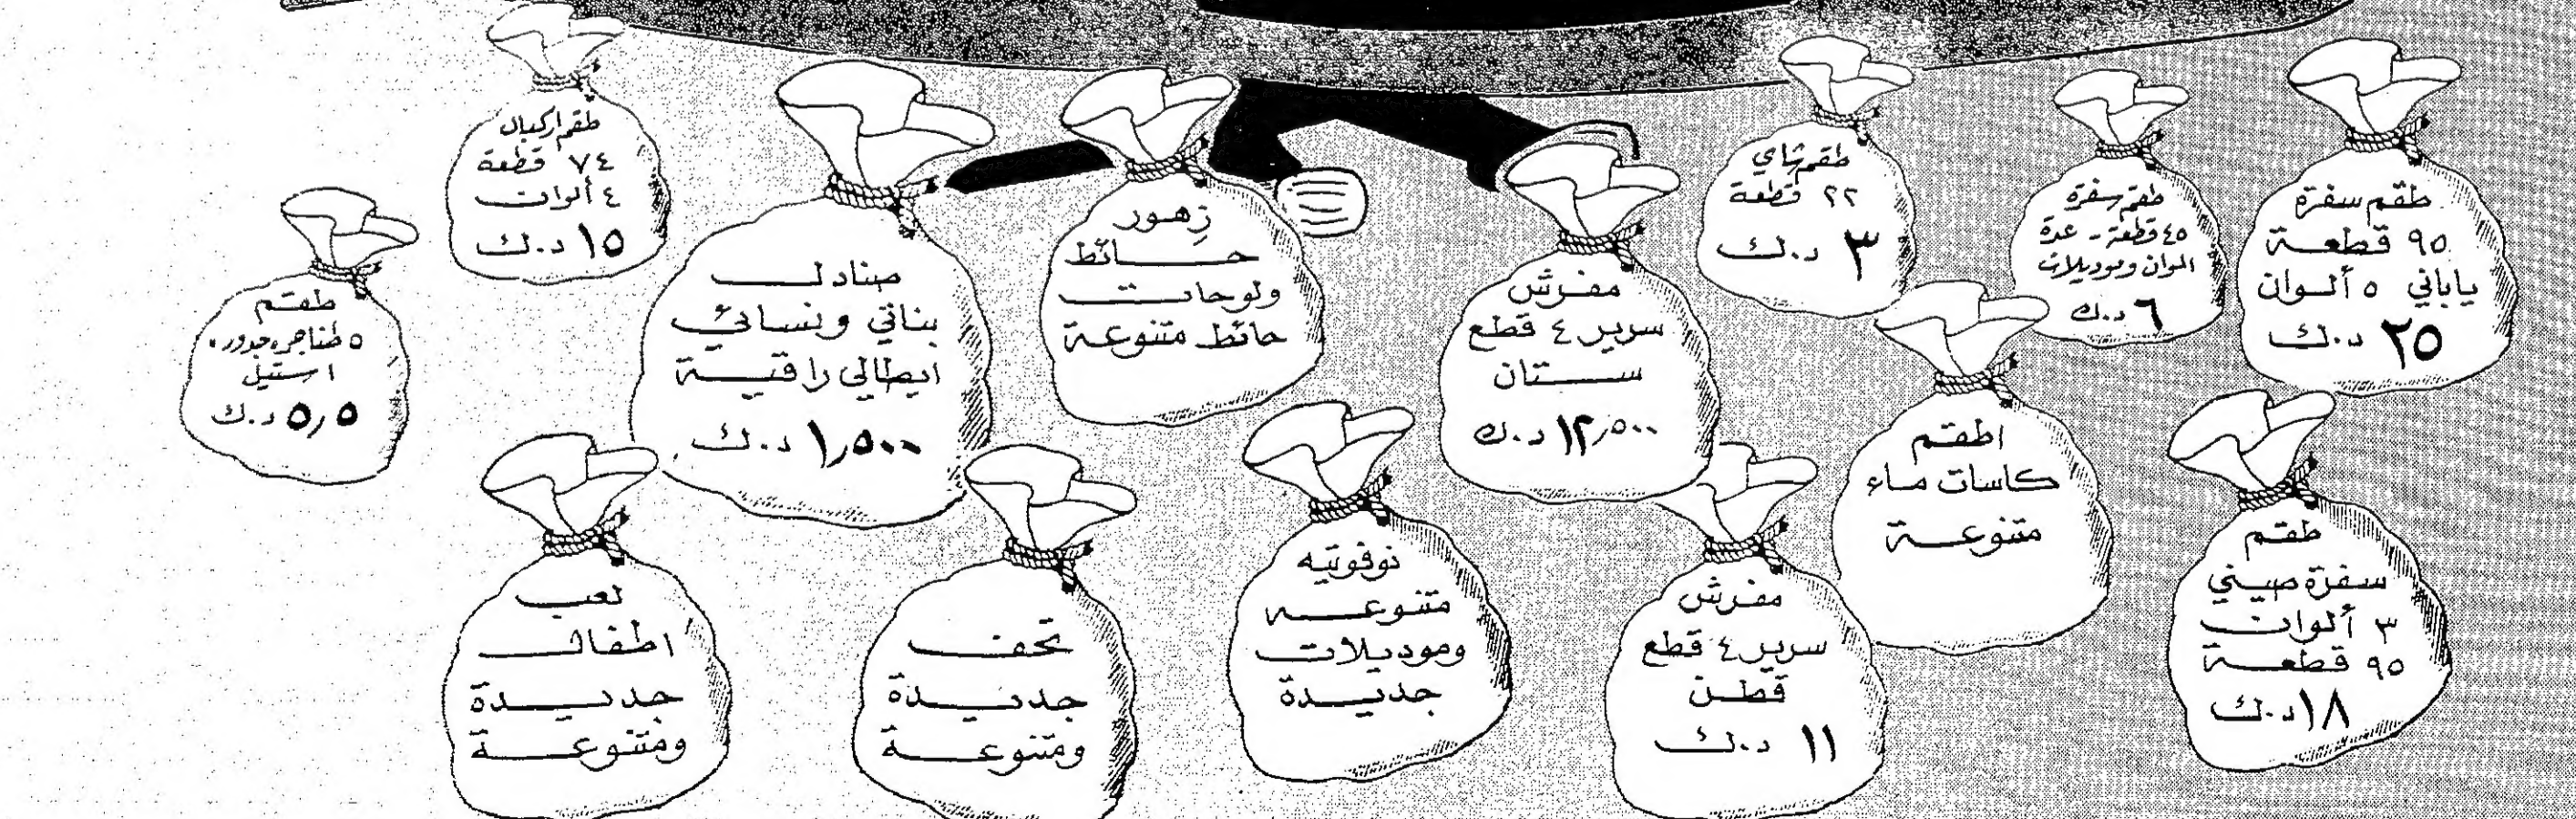 طقم سفرة
٩٥ قطعة
ياباني ٥ ألوان
٢٥ د.ك
طقم سفرة
٤٥ قطعة - عدة
الوان وموديلات
٦ د.ك
طقم شاي
٢٢ قطعة
٣ د.ك
مفرش
سرير ٤ قطع
ستان
١٢,٥٠٠ د.ك
زهور
حائط
ولوحات
حائط متنوعة
صنادل
بناتي ونسائي
ايطالي راقية
١,٥٠٠ د.ك
طقم اركبال
٧٤ قطعة
٤ ألوان
١٥ د.ك
طقم
٥ طناجره جدور،
استيل
٥,٥ د.ك
طقم
سفرة صيني
٣ ألوان
٩٥ قطعة
١٨ د.ك
اطقم
كاسات ماء
متنوعة
مفرش
سرير ٤ قطع
قطن
١١ د.ك
نوفوتيه
متنوعه
وموديلات
جديدة
تحف
جديدة
ومتنوعة
لعب
اطفال
جديدة
ومتنوعة